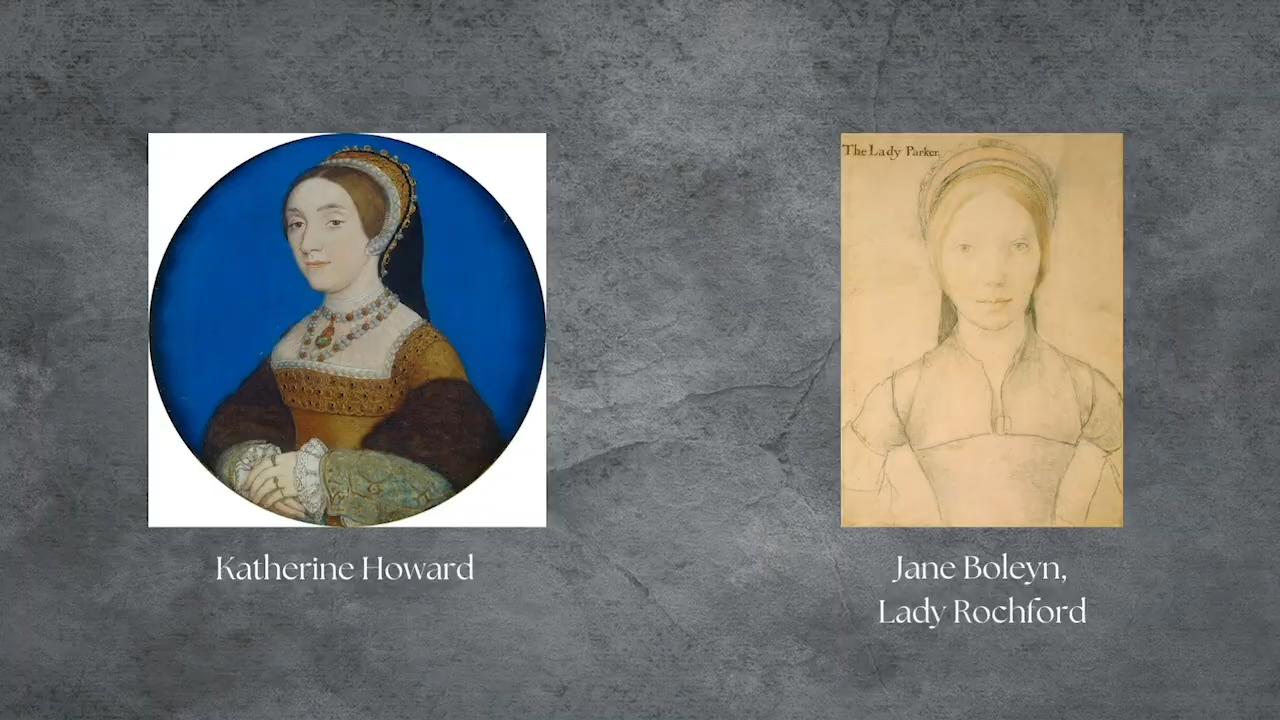 The Lady Parker.
Katherine Howard
Jane Boleyn,
Lady Rochford